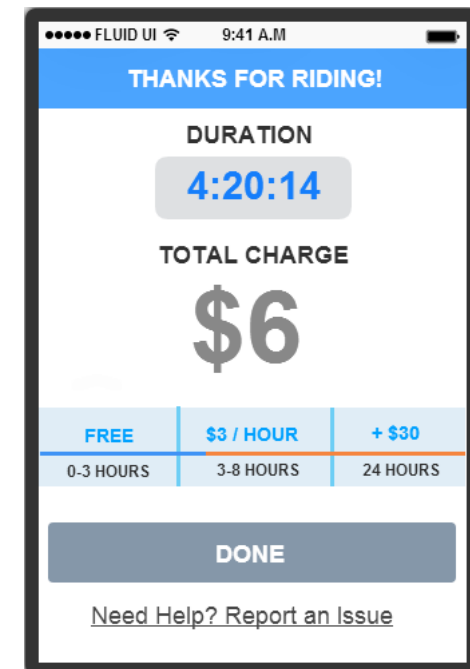 FLUID UI 9:41 A.M
THANKS FOR RIDING!
DURATION
4:20:14
TOTAL CHARGE
$6
FREE $3 / HOUR + $30
0-3 HOURS 3-8 HOURS 24 HOURS
DONE
Need Help? Report an Issue